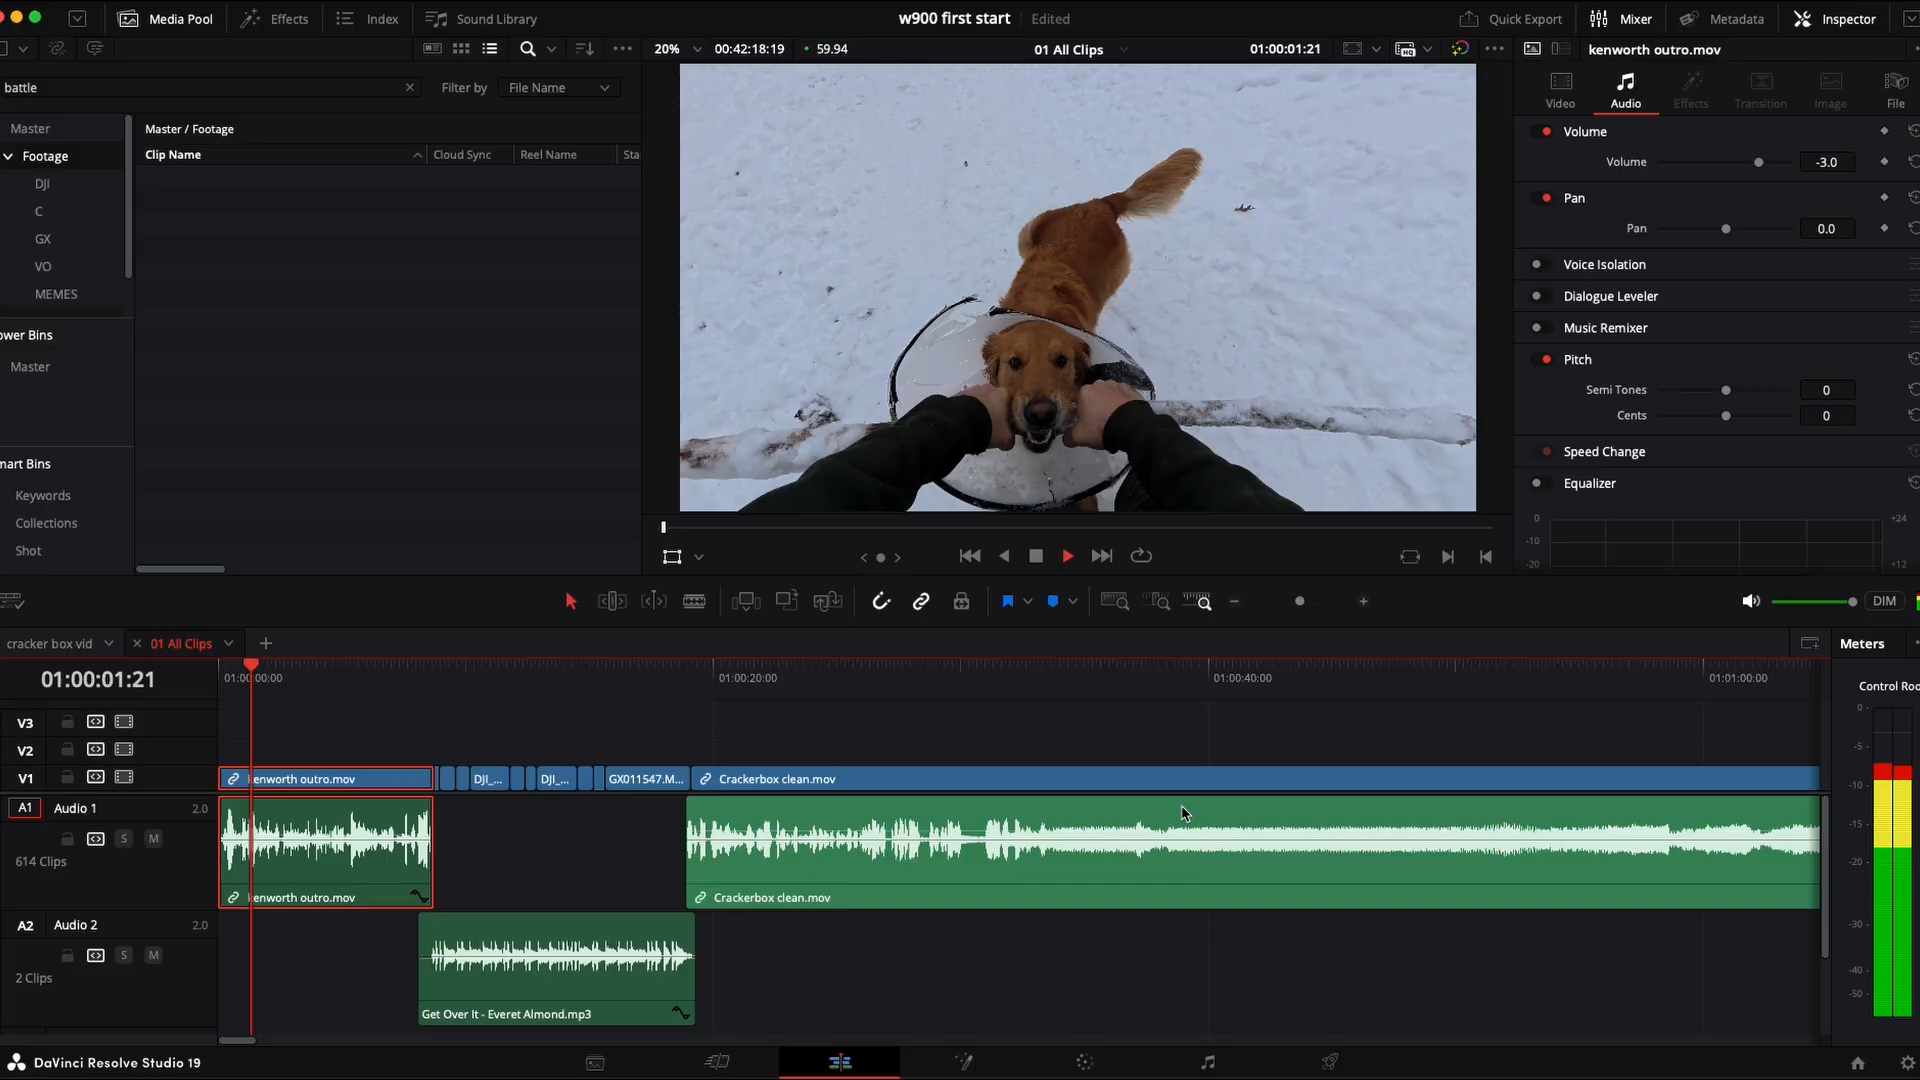 Media Pool Effects Index Sound Library w900 first start Edited Quick Export Mixer Metadata Inspector
20% 00:42:18:19 59.94 01 All Clips 01:00:01:21 HQ kenworth outro.mov
battle Filter by File Name
Video Audio Effects Transition Image File
Master Master / Footage
Footage Clip Name Cloud Sync Reel Name Sta
DJI
C
GX
VO
MEMES
ower Bins
Master
mart Bins
Keywords
Collections
Shot
Volume
Volume -3.0
Pan
Pan 0.0
Voice Isolation
Dialogue Leveler
Music Remixer
Pitch
Semi Tones 0
Cents 0
Speed Change
Equalizer
0 +24
-10
-20 +12
DIM
cracker box vid 01 All Clips Meters
01:00:01:21 01:00:00:00 01:00:20:00 01:00:40:00 01:01:00:00
Control Roo
V3
V2
V1 kenworth outro.mov DJI_... DJI_... GX011547.M... Crackerbox clean.mov
A1 Audio 1 2.0
S M
614 Clips
kenworth outro.mov Crackerbox clean.mov
A2 Audio 2 2.0
S M
2 Clips
Get Over It - Everet Almond.mp3
0
-5
-10
-15
-20
-30
-40
-50
DaVinci Resolve Studio 19